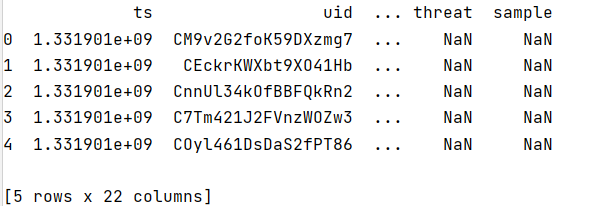 ts uid ... threat sample
0 1.331901e+09 CM9v2G2foK59DXzmg7 ... NaN NaN
1 1.331901e+09 CEckrKWXbt9XO41Hb ... NaN NaN
2 1.331901e+09 CnnUl34kOfBBFQkRn2 ... NaN NaN
3 1.331901e+09 C7Tm421J2FVnzWOZw3 ... NaN NaN
4 1.331901e+09 COyl461DsDaS2fPT86 ... NaN NaN
[5 rows x 22 columns]